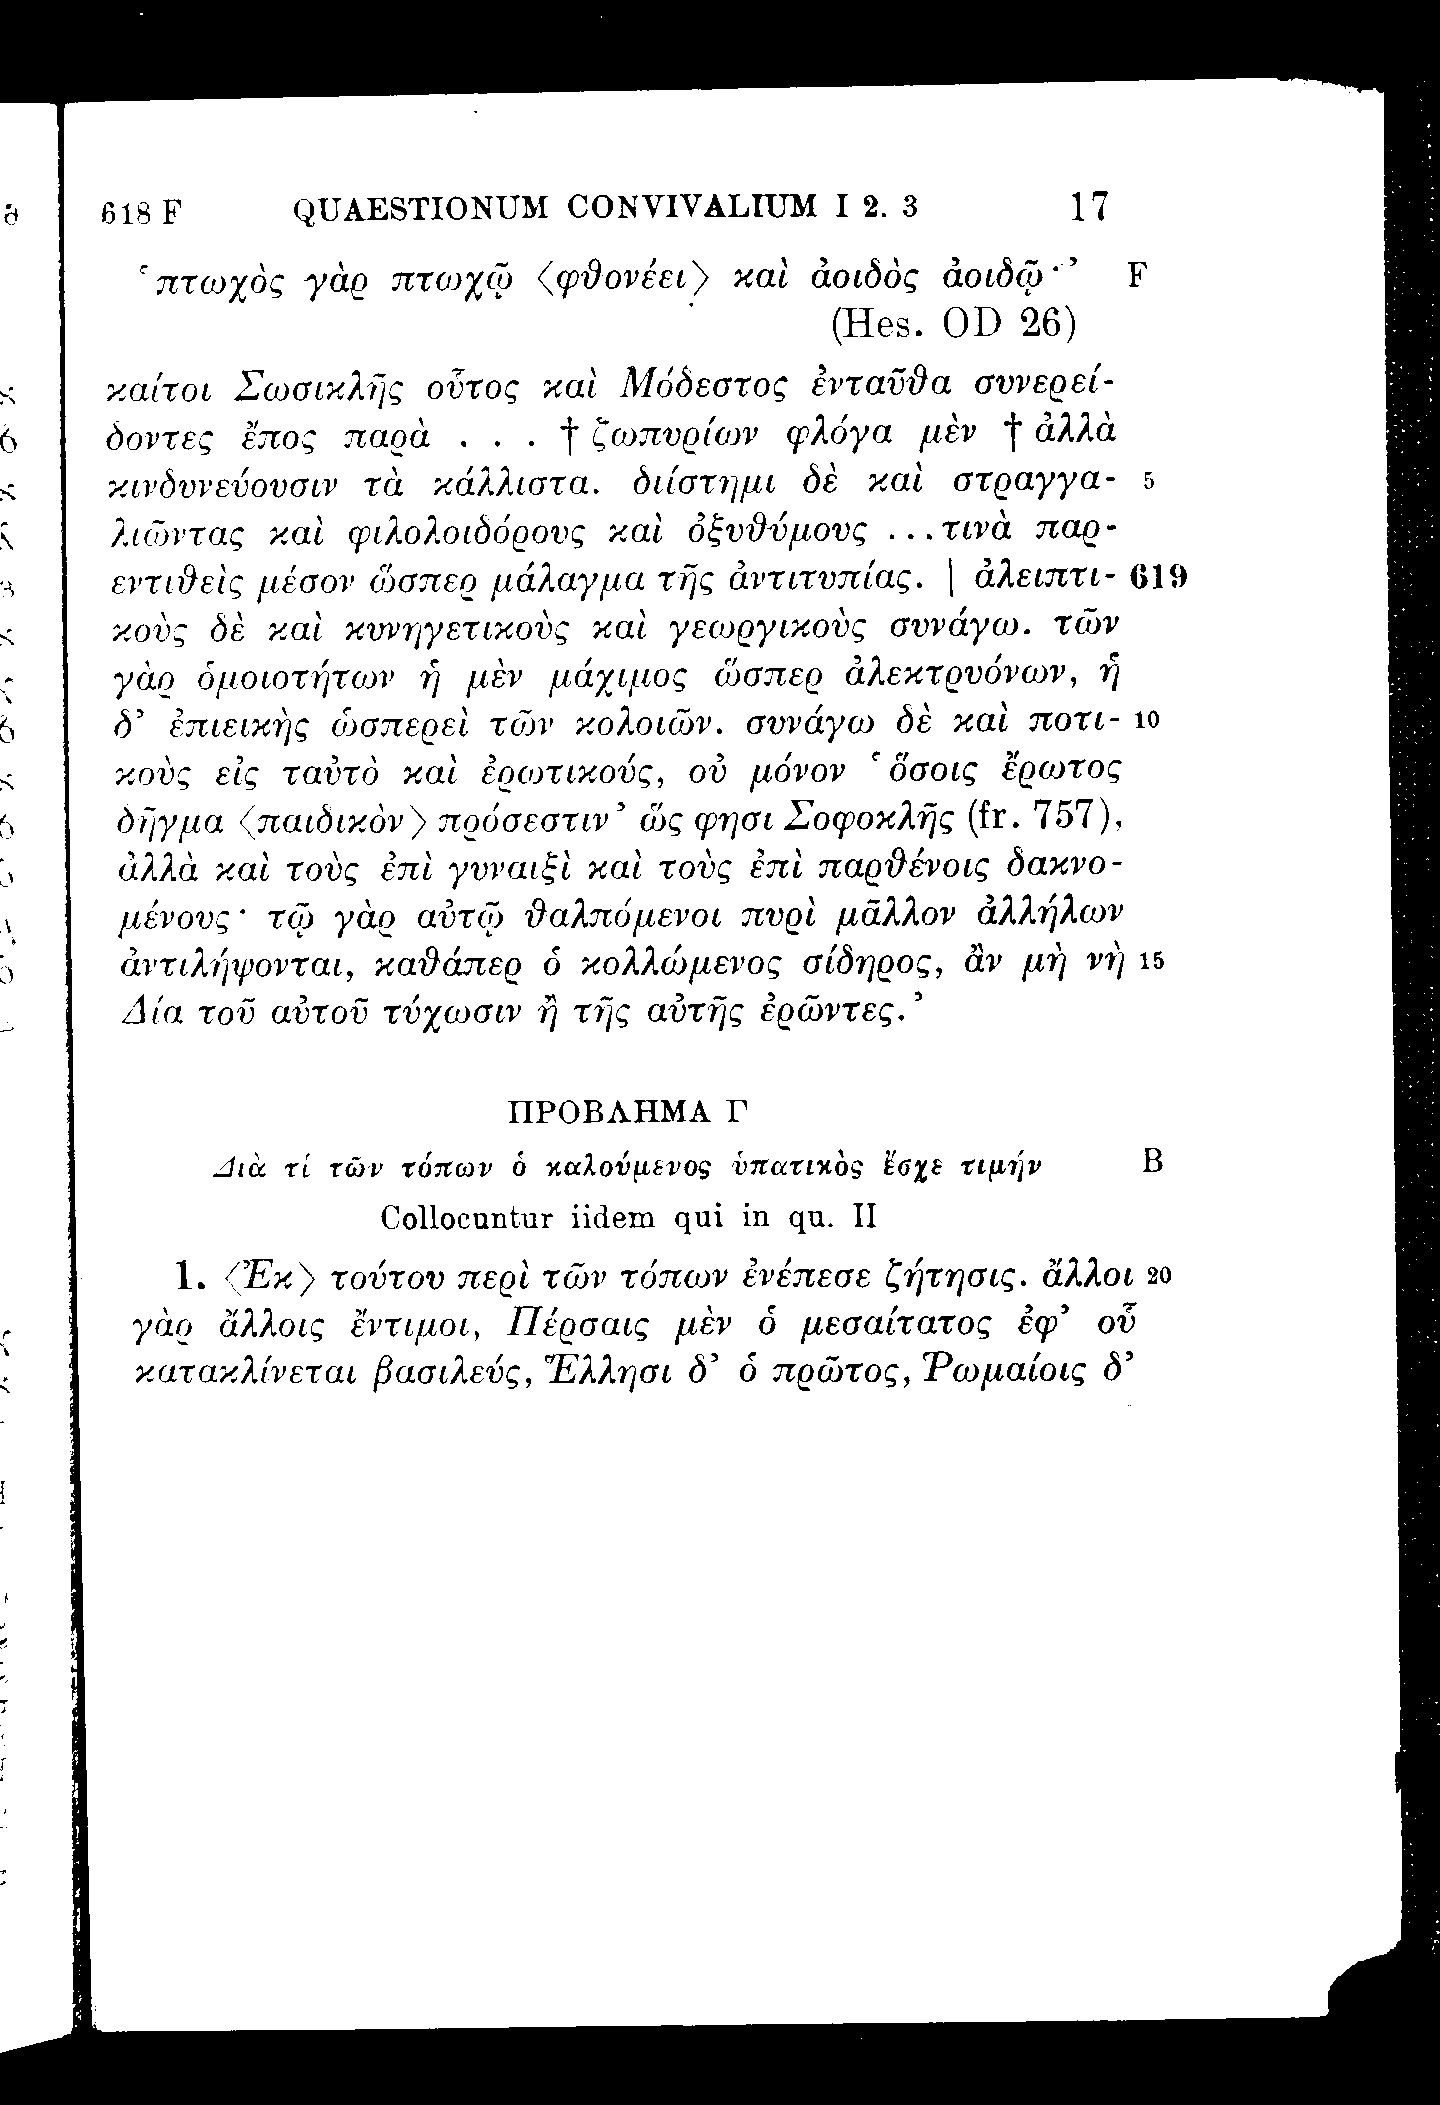 618 F QUAESTIONUM CONVIVALIUM I 2. 3 17
‘πτωχὸς γὰρ πτωχῷ ⟨φθονέει⟩ καὶ ἀοιδὸς ἀοιδῷ·’ F
(Hes. OD 26)
καίτοι Σωσικλῆς οὗτος καὶ Μόδεστος ἐνταῦθα συνερεί-
δοντες ἔπος παρὰ . . . † ζωπυρίων φλόγα μὲν † ἀλλὰ
κινδυνεύουσιν τὰ κάλλιστα. διίστημι δὲ καὶ στραγγα- 5
λιῶντας καὶ φιλολοιδόρους καὶ ὀξυθύμους ...τινὰ παρ-
εντιθεὶς μέσον ὥσπερ μάλαγμα τῆς ἀντιτυπίας. | ἀλειπτι- 619
κοὺς δὲ καὶ κυνηγετικοὺς καὶ γεωργικοὺς συνάγω. τῶν
γὰρ ὁμοιοτήτων ἡ μὲν μάχιμος ὥσπερ ἀλεκτρυόνων, ἡ
δ’ ἐπιεικὴς ὡσπερεὶ τῶν κολοιῶν. συνάγω δὲ καὶ ποτι- 10
κοὺς εἰς ταὐτὸ καὶ ἐρωτικούς, οὐ μόνον ‘ὅσοις ἔρωτος
δῆγμα ⟨παιδικὸν⟩ πρόσεστιν’ ὥς φησι Σοφοκλῆς (fr. 757),
ἀλλὰ καὶ τοὺς ἐπὶ γυναιξὶ καὶ τοὺς ἐπὶ παρθένοις δακνο-
μένους· τῷ γὰρ αὐτῷ θαλπόμενοι πυρὶ μᾶλλον ἀλλήλων
ἀντιλήψονται, καθάπερ ὁ κολλώμενος σίδηρος, ἂν μὴ νὴ 15
Δία τοῦ αὐτοῦ τύχωσιν ἢ τῆς αὐτῆς ἐρῶντες.’
ΠΡΟΒΛΗΜΑ Γ
Διὰ τί τῶν τόπων ὁ καλούμενος ὑπατικὸς ἔσχε τιμήν B
Collocuntur iidem qui in qu. II
1. ⟨Ἐκ⟩ τούτου περὶ τῶν τόπων ἐνέπεσε ζήτησις. ἄλλοι 20
γὰρ ἄλλοις ἔντιμοι, Πέρσαις μὲν ὁ μεσαίτατος ἐφ’ οὗ
κατακλίνεται βασιλεύς, Ἕλλησι δ’ ὁ πρῶτος, Ῥωμαίοις δ’